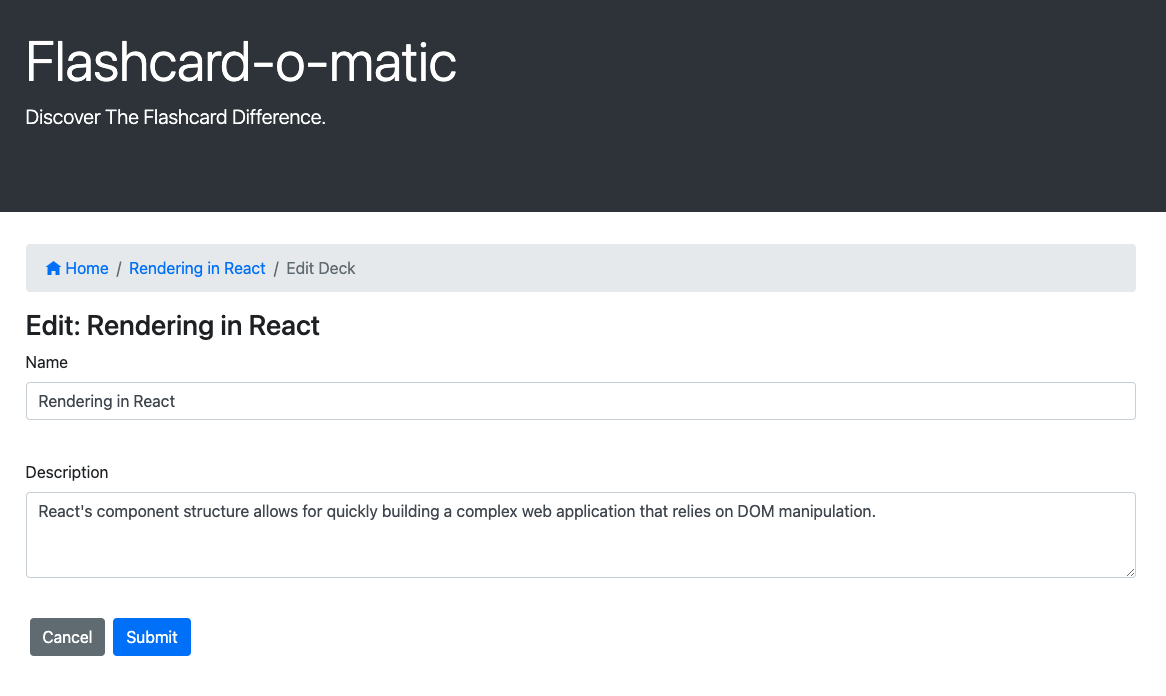 Flashcard-o-matic
Discover The Flashcard Difference.
Home / Rendering in React / Edit Deck
Edit: Rendering in React
Name
Rendering in React
Description
React's component structure allows for quickly building a complex web application that relies on DOM manipulation.
Cancel Submit